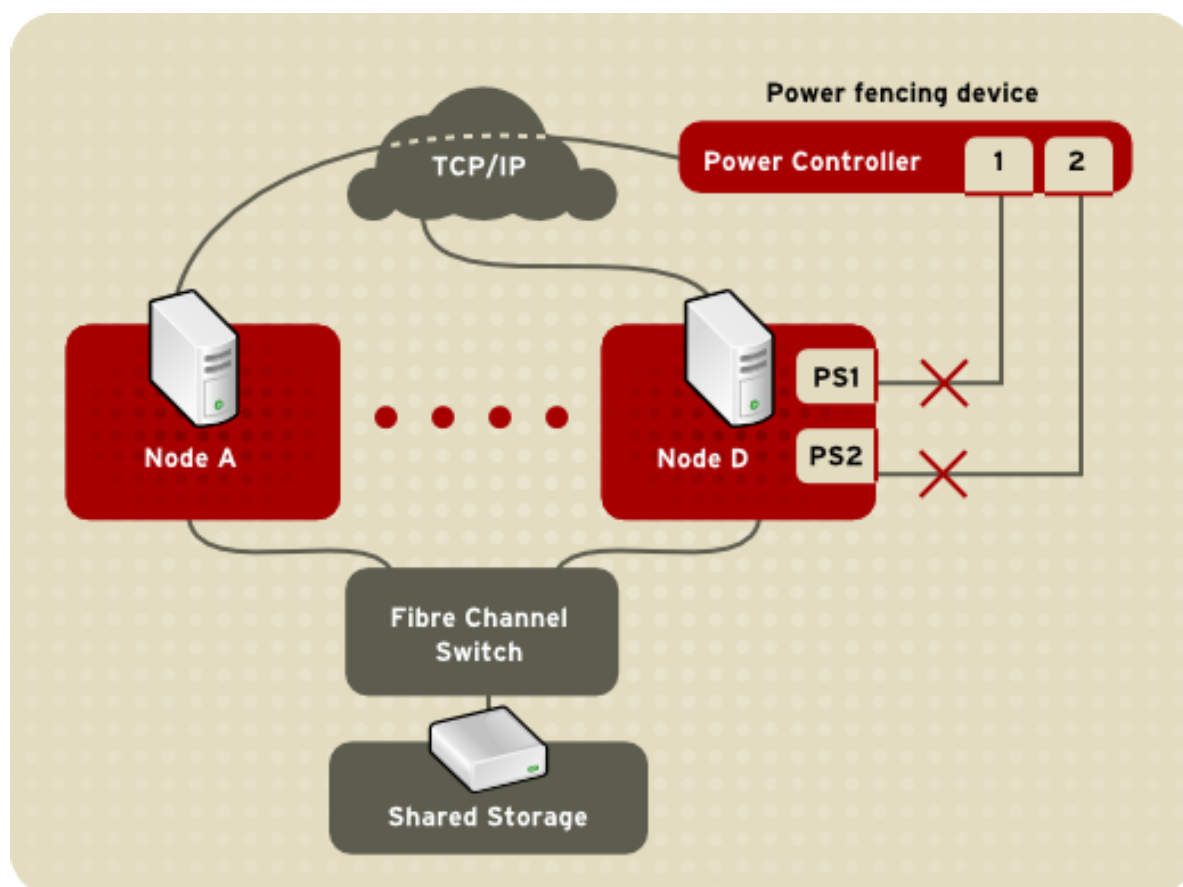 Power fencing device
TCP/IP
Power Controller
1
2
Node A
Node D
PS1
PS2
Fibre Channel
Switch
Shared Storage